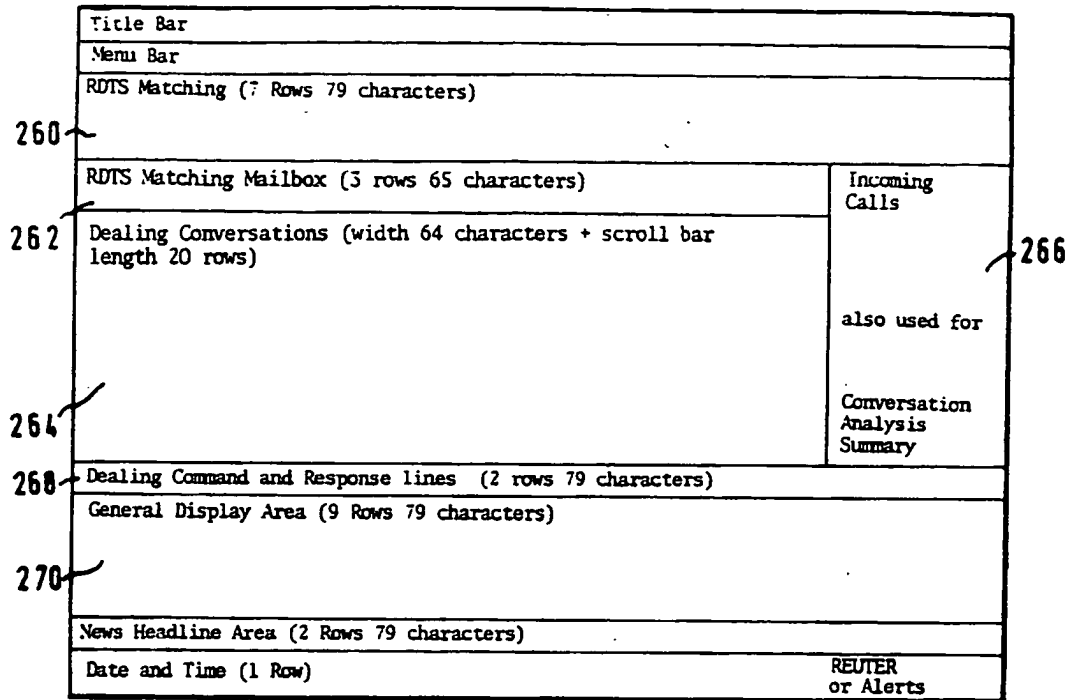 Title Bar
Menu Bar
RDTS Matching (7 Rows 79 characters)
260
RDTS Matching Mailbox (3 rows 65 characters)
Incoming
Calls
262
Dealing Conversations (width 64 characters + scroll bar
length 20 rows)
266
also used for
264
Conversation
Analysis
Summary
268
Dealing Command and Response lines (2 rows 79 characters)
General Display Area (9 Rows 79 characters)
270
News Headline Area (2 Rows 79 characters)
Date and Time (1 Row)
REUTER
or Alerts